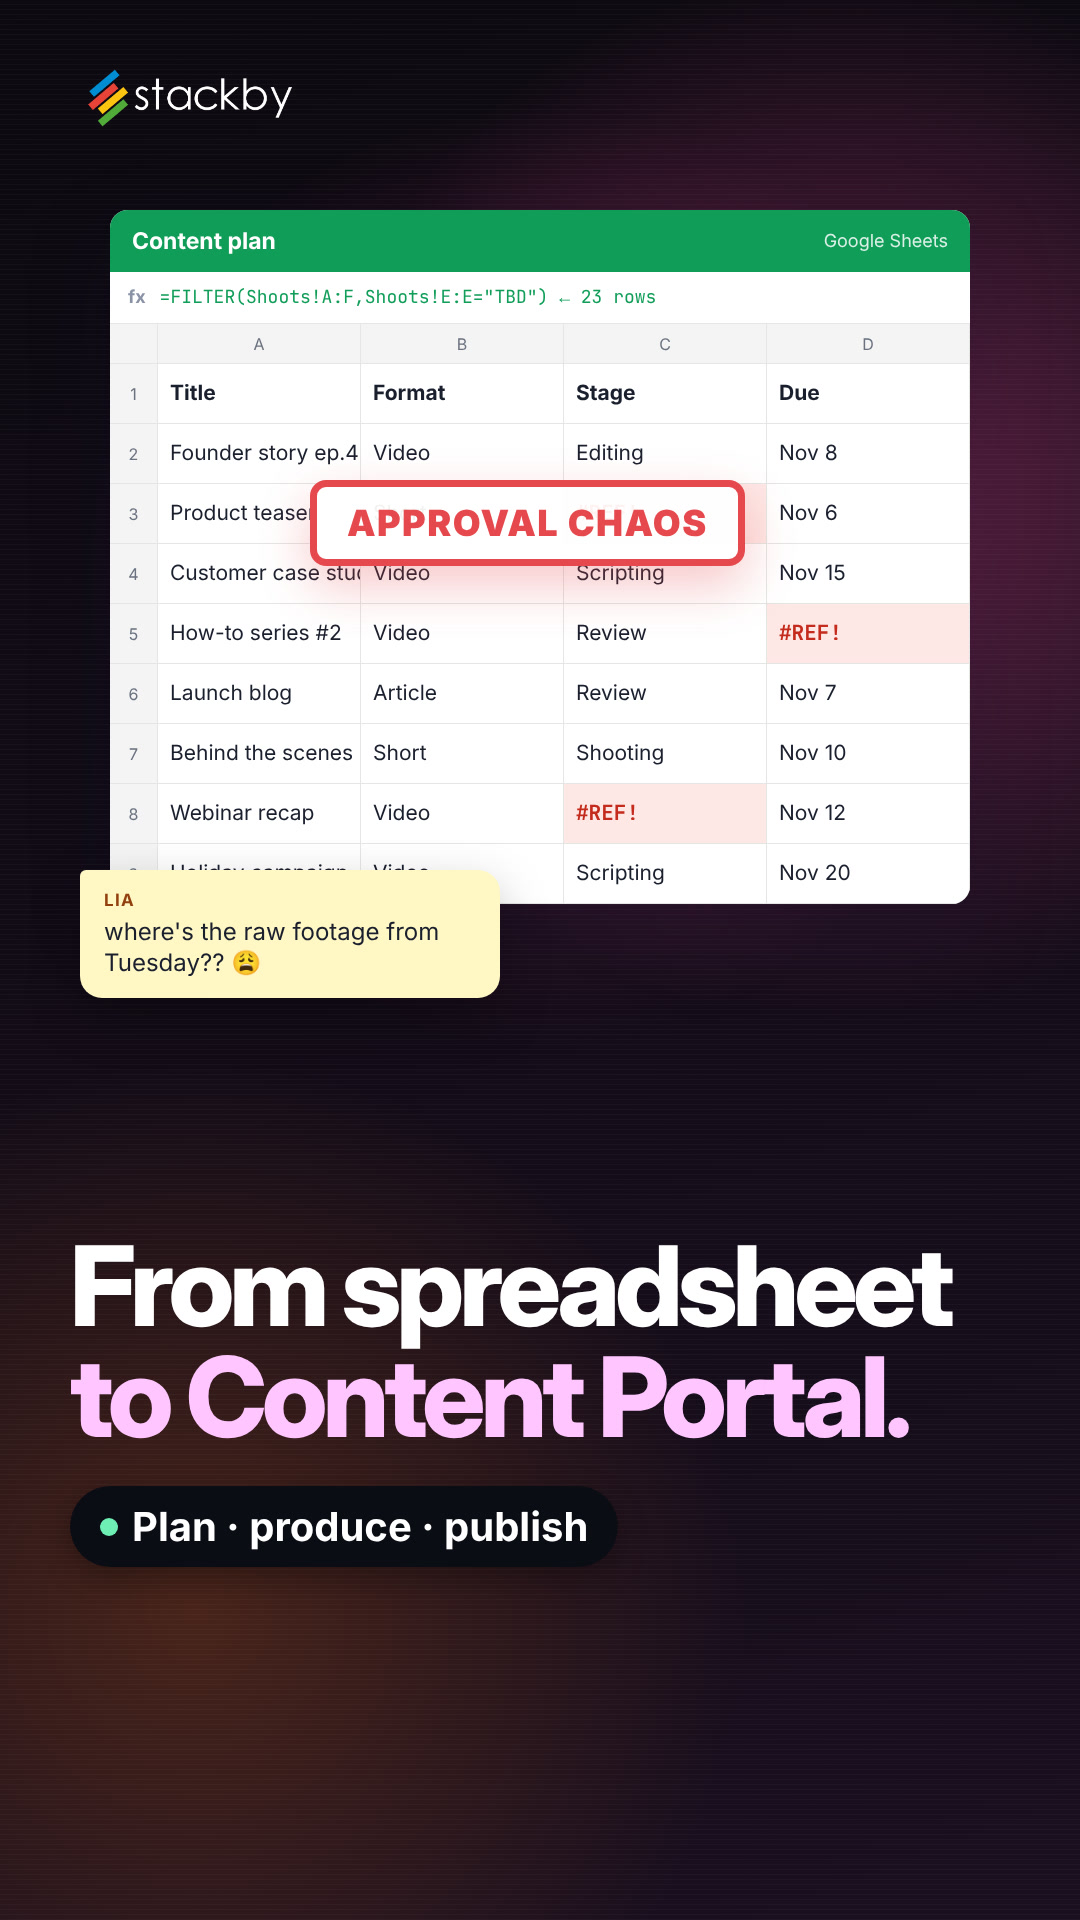 stackby
Content plan Google Sheets
fx =FILTER(Shoots!A:F,Shoots!E:E="TBD") ← 23 rows
A B C D
1 Title Format Stage Due
2 Founder story ep.4 Video Editing Nov 8
3 Product teaser Nov 6
APPROVAL CHAOS
4 Customer case stu Video Scripting Nov 15
5 How-to series #2 Video Review #REF!
6 Launch blog Article Review Nov 7
7 Behind the scenes Short Shooting Nov 10
8 Webinar recap Video #REF! Nov 12
Holiday campaign Video Scripting Nov 20
LIA
where's the raw footage from
Tuesday?? 😩
From spreadsheet
to Content Portal.
Plan · produce · publish